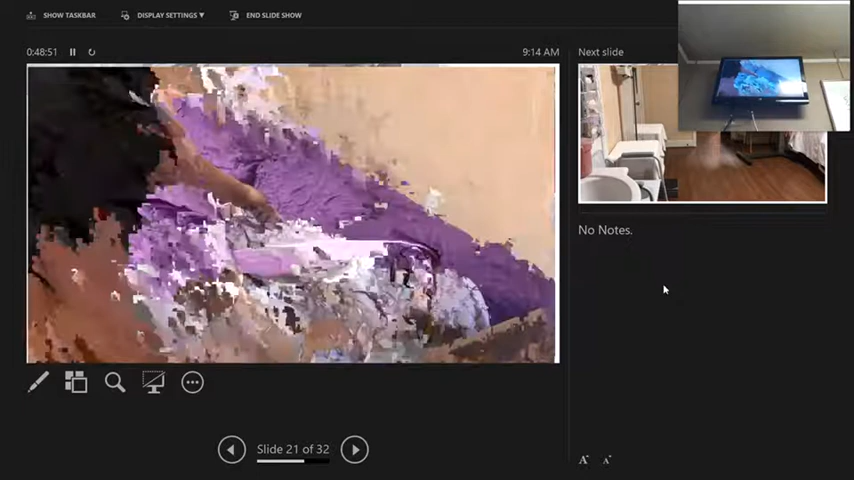 SHOW TASKBAR DISPLAY SETTINGS ▼ END SLIDE SHOW
0:48:51 9:14 AM
Next slide
No Notes.
?
Slide 21 of 32
A A